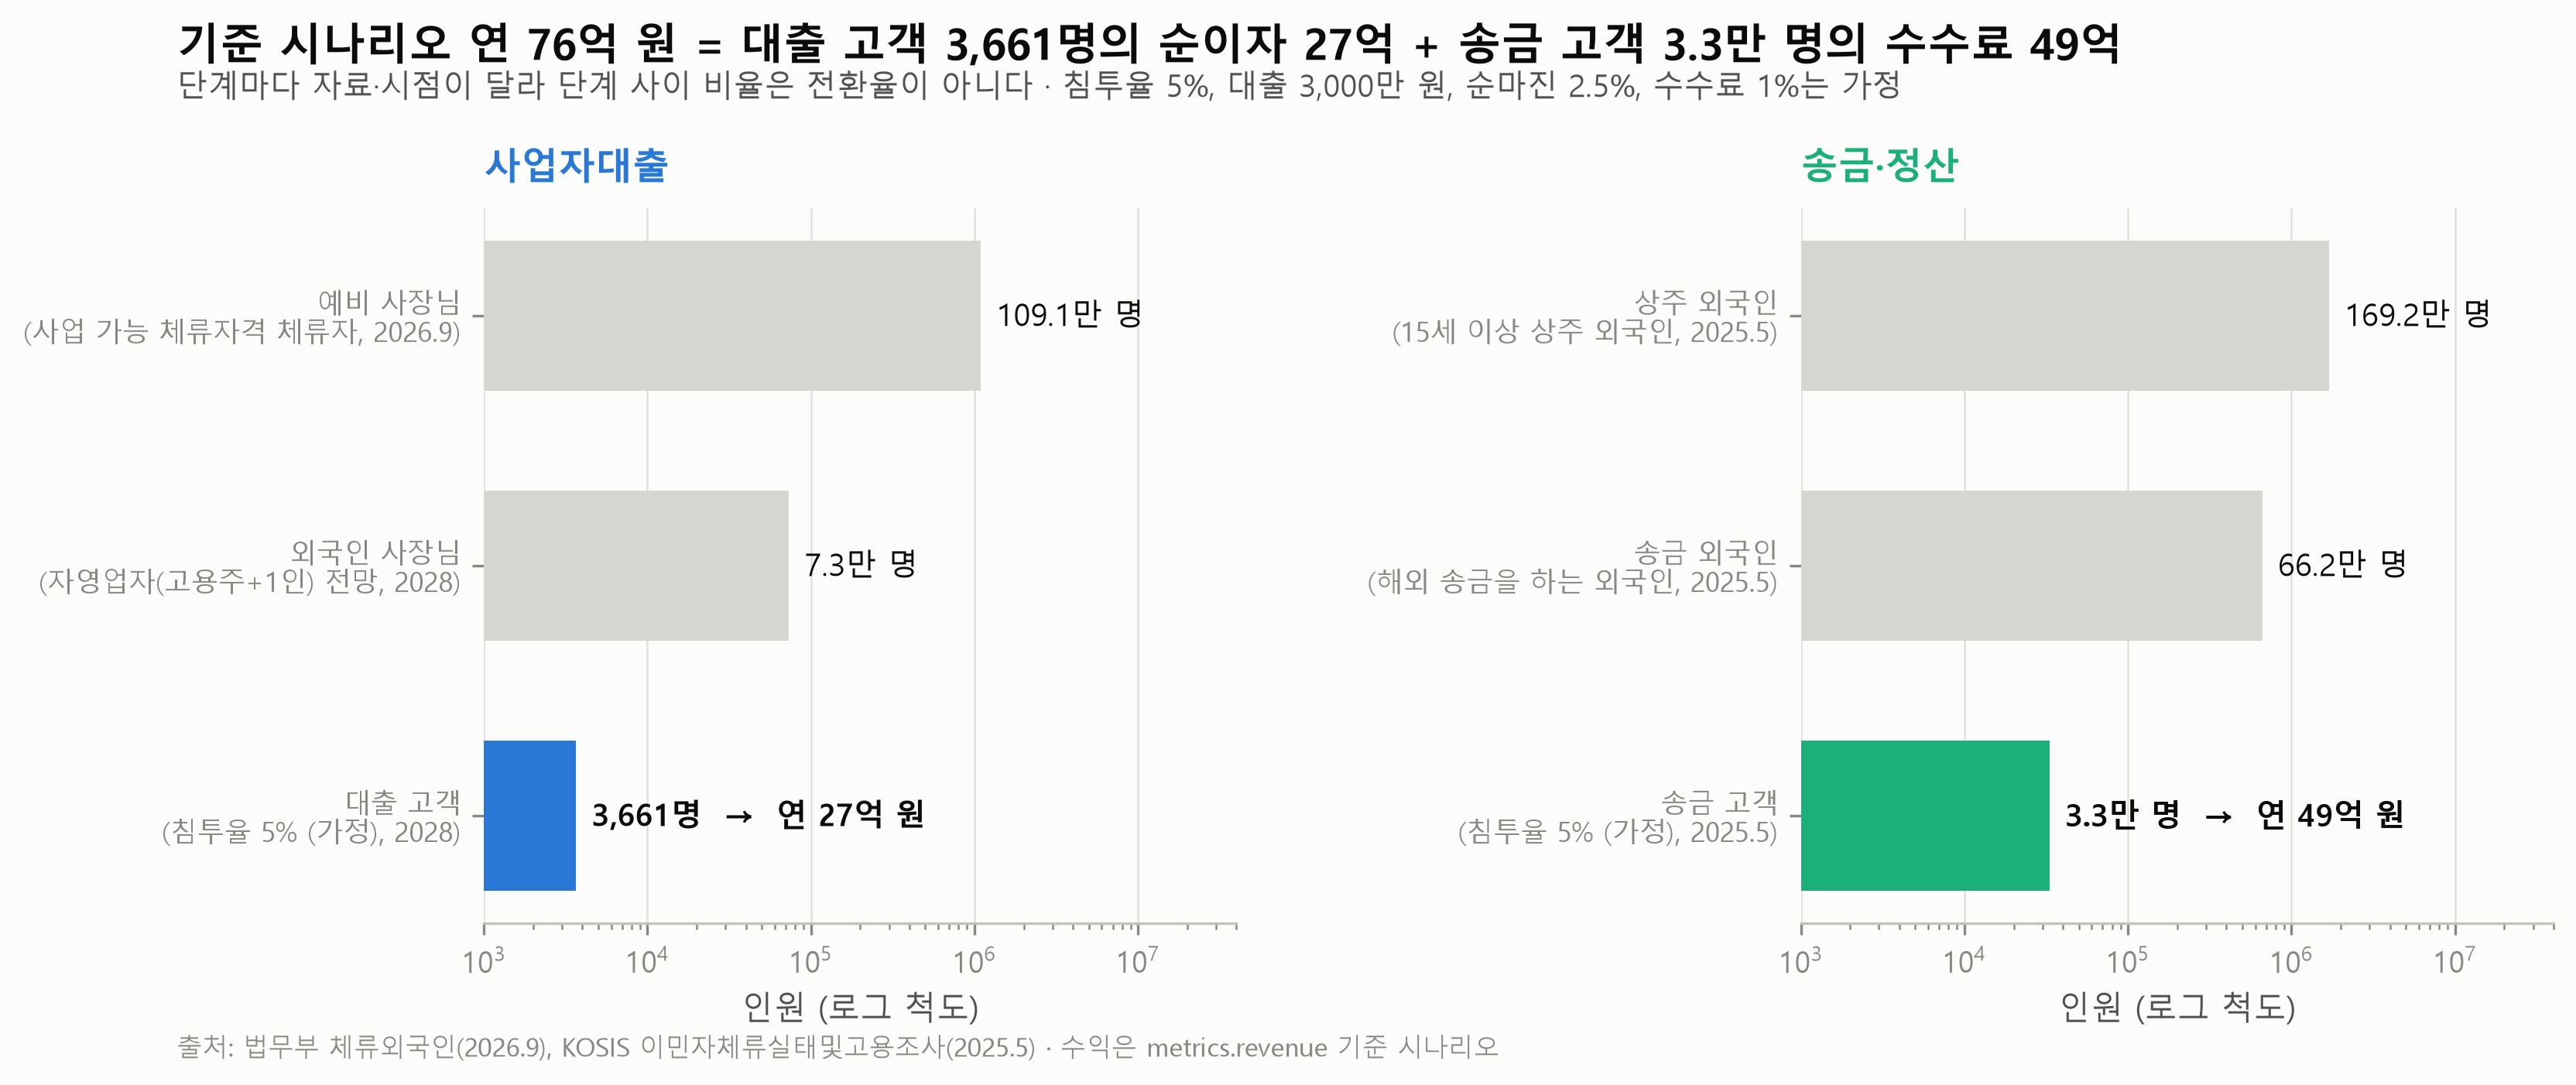 기준 시나리오 연 76억 원 = 대출 고객 3,661명의 순이자 27억 + 송금 고객 3.3만 명의 수수료 49억
단계마다 자료·시점이 달라 단계 사이 비율은 전환율이 아니다 · 침투율 5%, 대출 3,000만 원, 순마진 2.5%, 수수료 1%는 가정
사업자대출
예비 사장님
(사업 가능 체류자격 체류자, 2026.9)
109.1만 명
외국인 사장님
(자영업자(고용주+1인) 전망, 2028)
7.3만 명
대출 고객
(침투율 5% (가정), 2028)
3,661명 → 연 27억 원
10³ 10⁴ 10⁵ 10⁶ 10⁷
인원 (로그 척도)
송금·정산
상주 외국인
(15세 이상 상주 외국인, 2025.5)
169.2만 명
송금 외국인
(해외 송금을 하는 외국인, 2025.5)
66.2만 명
송금 고객
(침투율 5% (가정), 2025.5)
3.3만 명 → 연 49억 원
10³ 10⁴ 10⁵ 10⁶ 10⁷
인원 (로그 척도)
출처: 법무부 체류외국인(2026.9), KOSIS 이민자체류실태및고용조사(2025.5) · 수익은 metrics.revenue 기준 시나리오